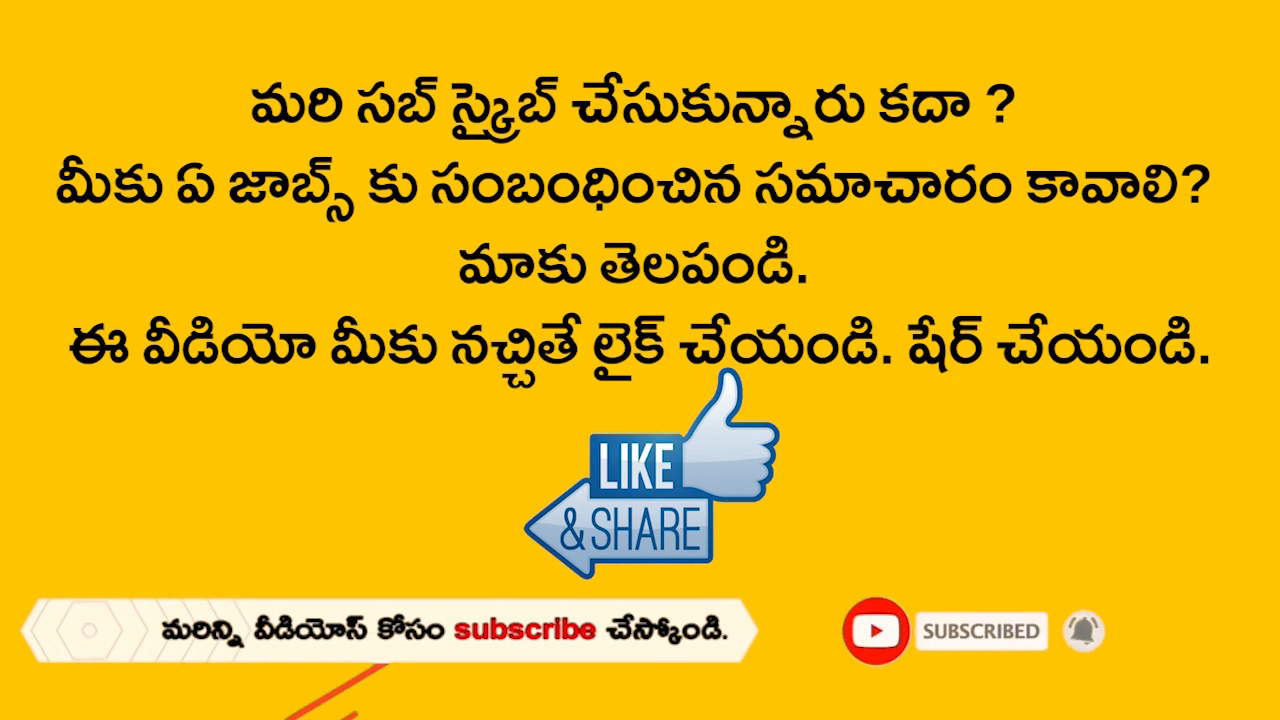 మరి సబ్ స్క్రైబ్ చేసుకున్నారు కదా ?
మీకు ఏ జాబ్స్ కు సంబంధించిన సమాచారం కావాలి?
మాకు తెలపండి.
ఈ వీడియో మీకు నచ్చితే లైక్ చేయండి. షేర్ చేయండి.
LIKE
& SHARE
మరిన్ని వీడియోస్ కోసం subscribe చేస్కోండి.
SUBSCRIBED